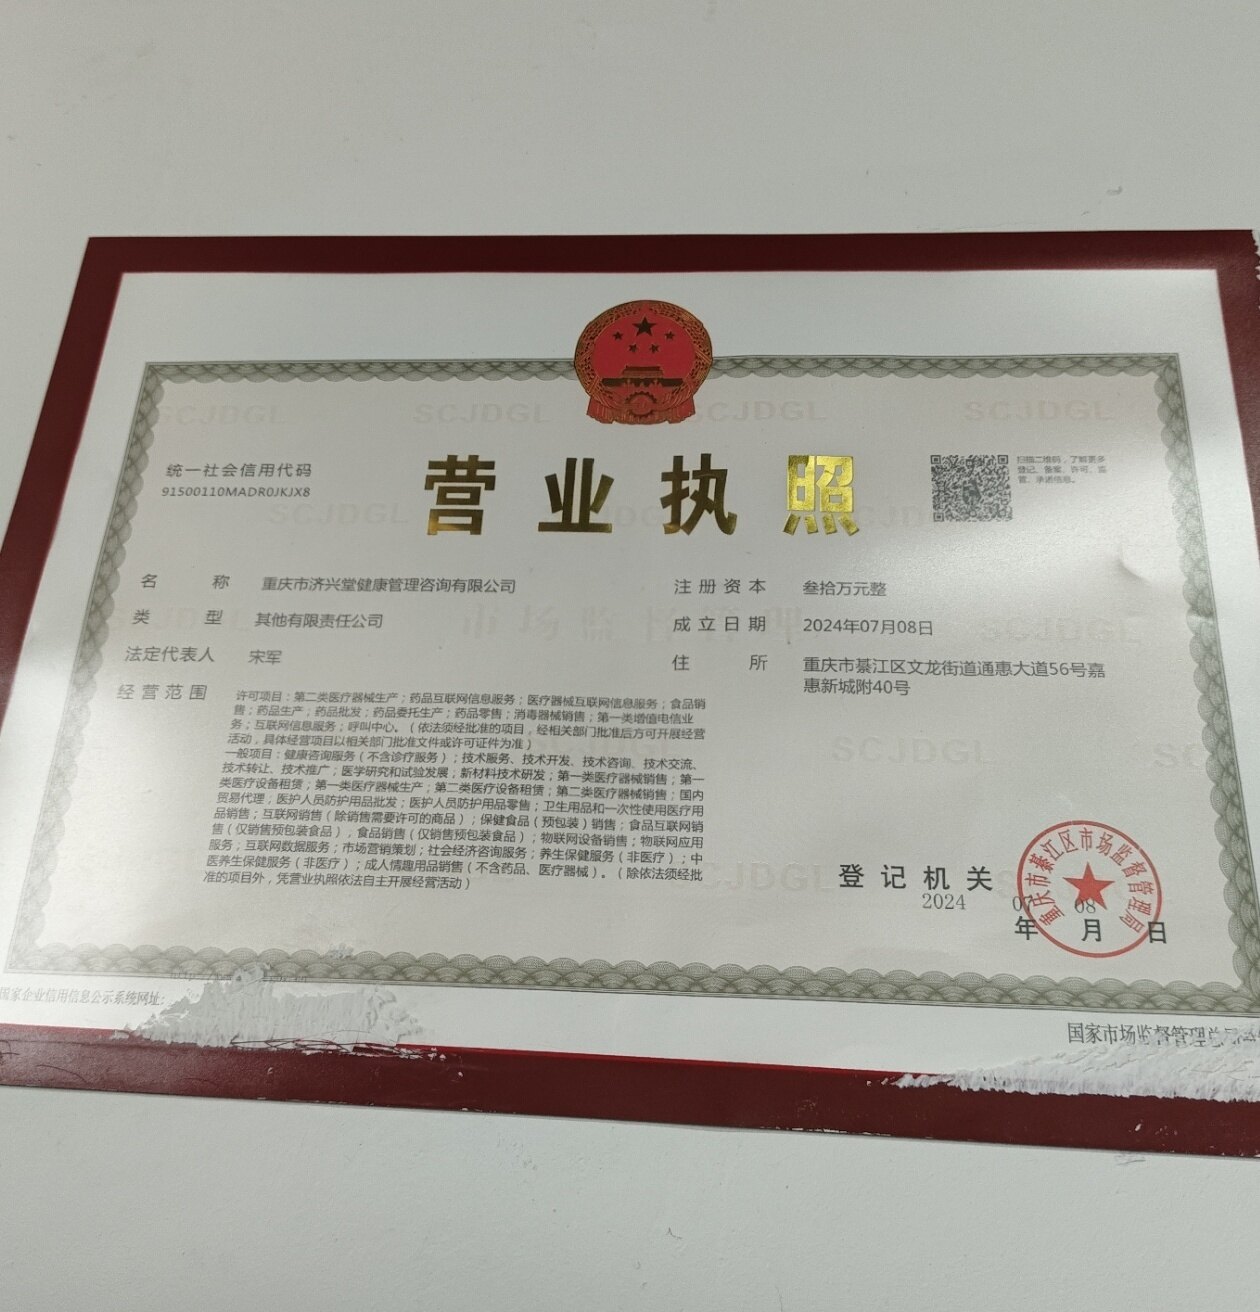 营业执照
统一社会信用代码
91500110MADR0JKJX8
扫描二维码，了解更多
登记、备案、许可、监
管、承诺信息。
名称 重庆市济兴堂健康管理咨询有限公司
类型 其他有限责任公司
法定代表人 宋军
经营范围 许可项目：第二类医疗器械生产；药品互联网信息服务；医疗器械互联网信息服务；食品销
售；药品生产；药品批发；药品委托生产；药品零售；消毒器械销售；第一类增值电信业
务；互联网信息服务；呼叫中心。（依法须经批准的项目，经相关部门批准后方可开展经营
活动，具体经营项目以相关部门批准文件或许可证件为准）
一般项目：健康咨询服务（不含诊疗服务）；技术服务、技术开发、技术咨询、技术交流、
技术转让、技术推广；医学研究和试验发展；新材料技术研发；第一类医疗器械销售；第一
类医疗设备租赁；第一类医疗器械生产；第二类医疗设备租赁；第二类医疗器械销售；国内
贸易代理；医护人员防护用品批发；医护人员防护用品零售；卫生用品和一次性使用医疗用
品销售；互联网销售（除销售需要许可的商品）；保健食品（预包装）销售；食品互联网销
售（仅销售预包装食品）；食品销售（仅销售预包装食品）；物联网设备销售；物联网应用
服务；互联网数据服务；市场营销策划；社会经济咨询服务；养生保健服务（非医疗）；中
医养生保健服务（非医疗）；成人情趣用品销售（不含药品、医疗器械）。（除依法须经批
准的项目外，凭营业执照依法自主开展经营活动）
注册资本 叁拾万元整
成立日期 2024年07月08日
住所 重庆市綦江区文龙街道通惠大道56号嘉
惠新城附40号
登记机关
重庆市綦江区市场监督管理局
2024 07 08
年 月 日
国家企业信用信息公示系统网址：
国家市场监督管理总局